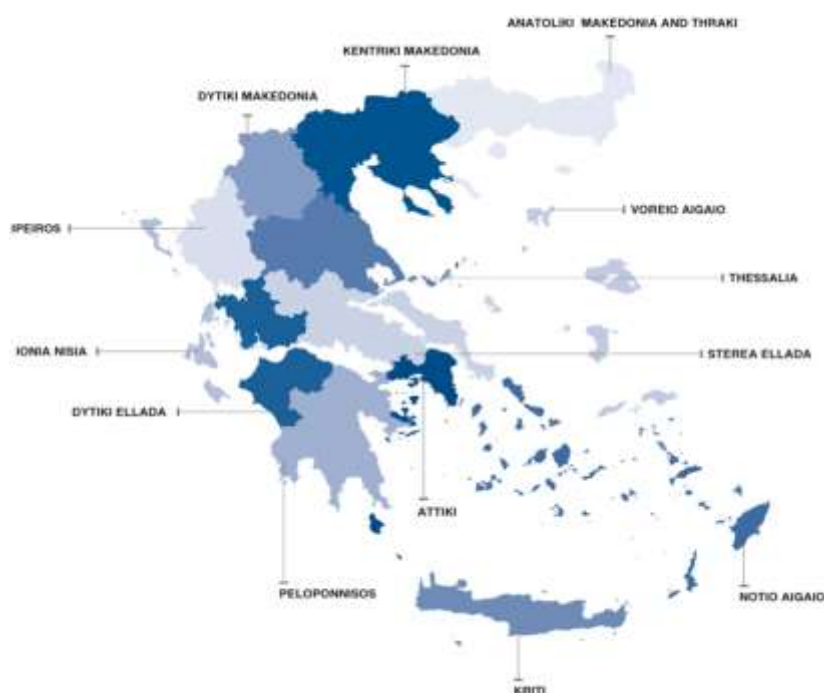 ANATOLIKI MAKEDONIA AND THRAKI
KENTRIKI MAKEDONIA
DYTIKI MAKEDONIA
VOREIO AIGAIO
IPEIROS
THESSALIA
IONIA NISIA
STEREA ELLADA
DYTIKI ELLADA
ATTIKI
PELOPONNISOS
NOTIO AIGAIO
KRITI